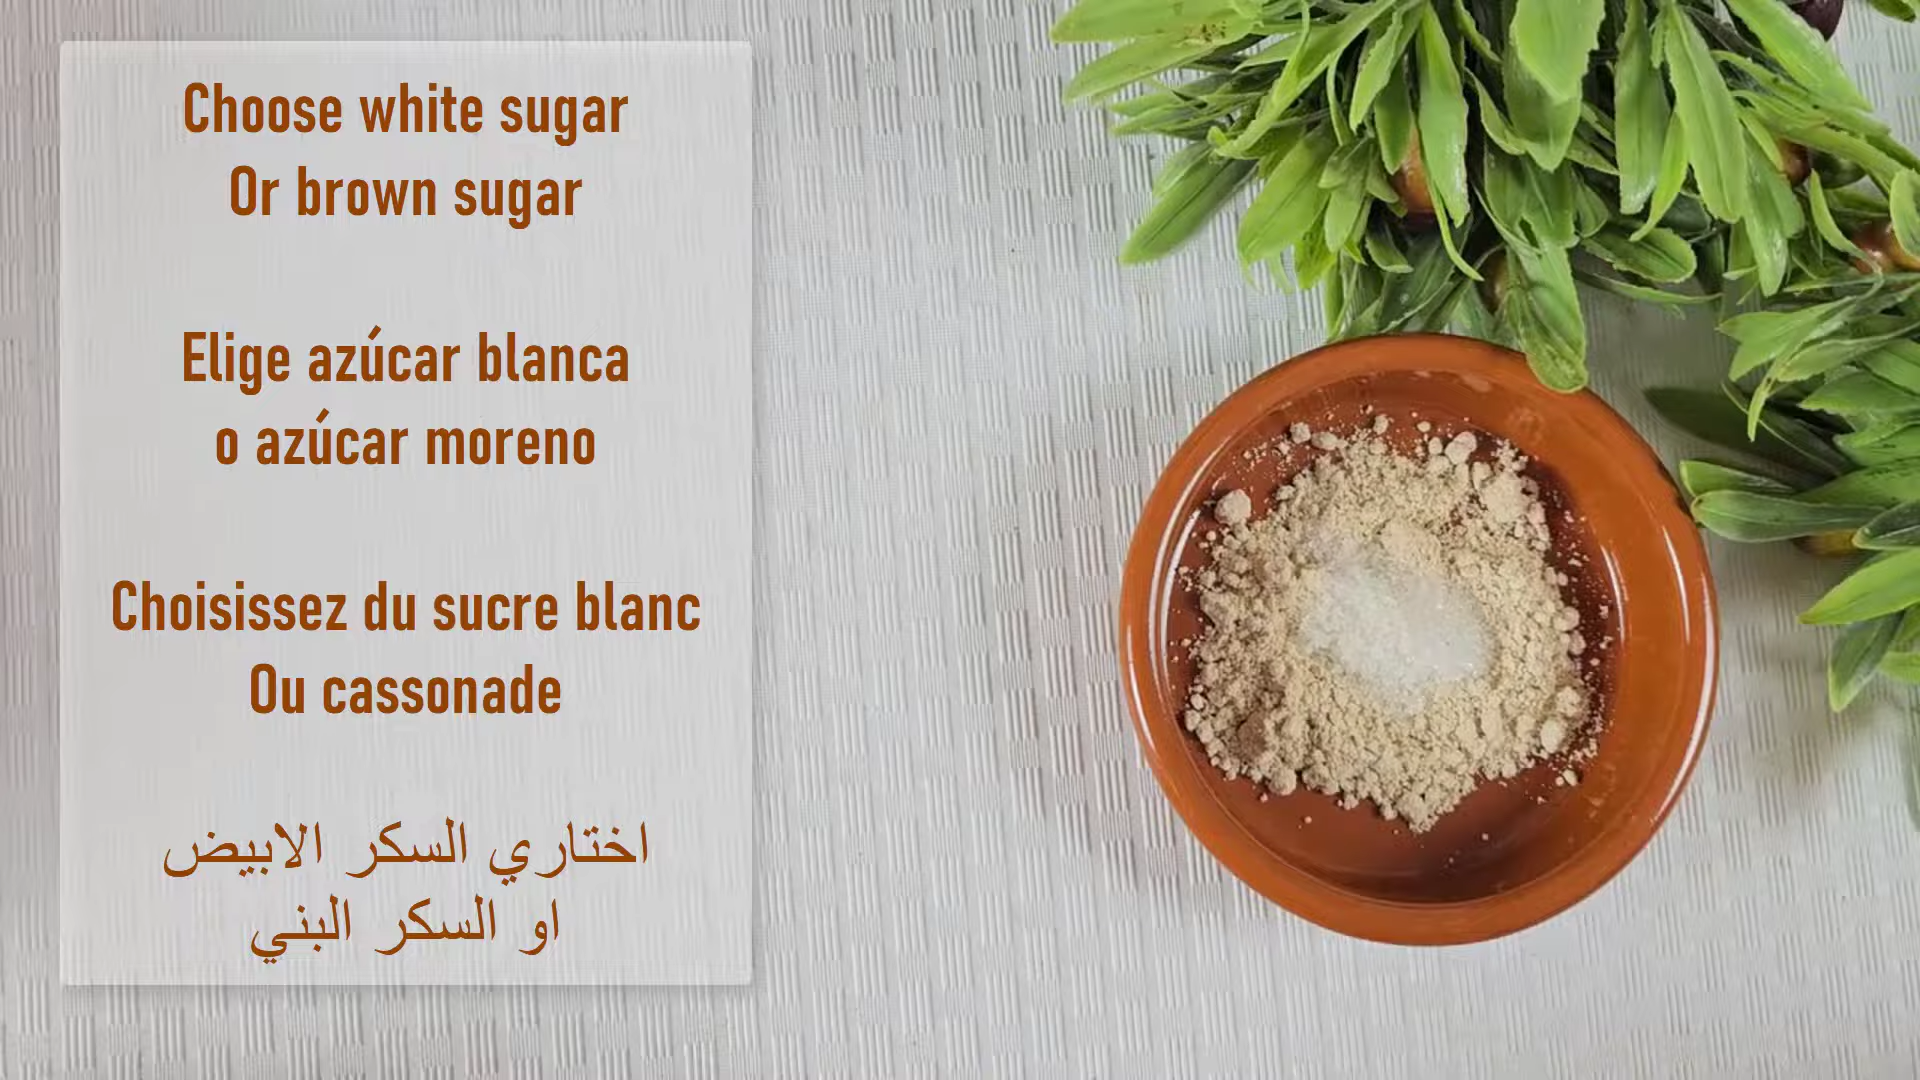 Choose white sugar
Or brown sugar
Elige azúcar blanca
o azúcar moreno
Choisissez du sucre blanc
Ou cassonade
اختاري السكر الابيض
او السكر البني